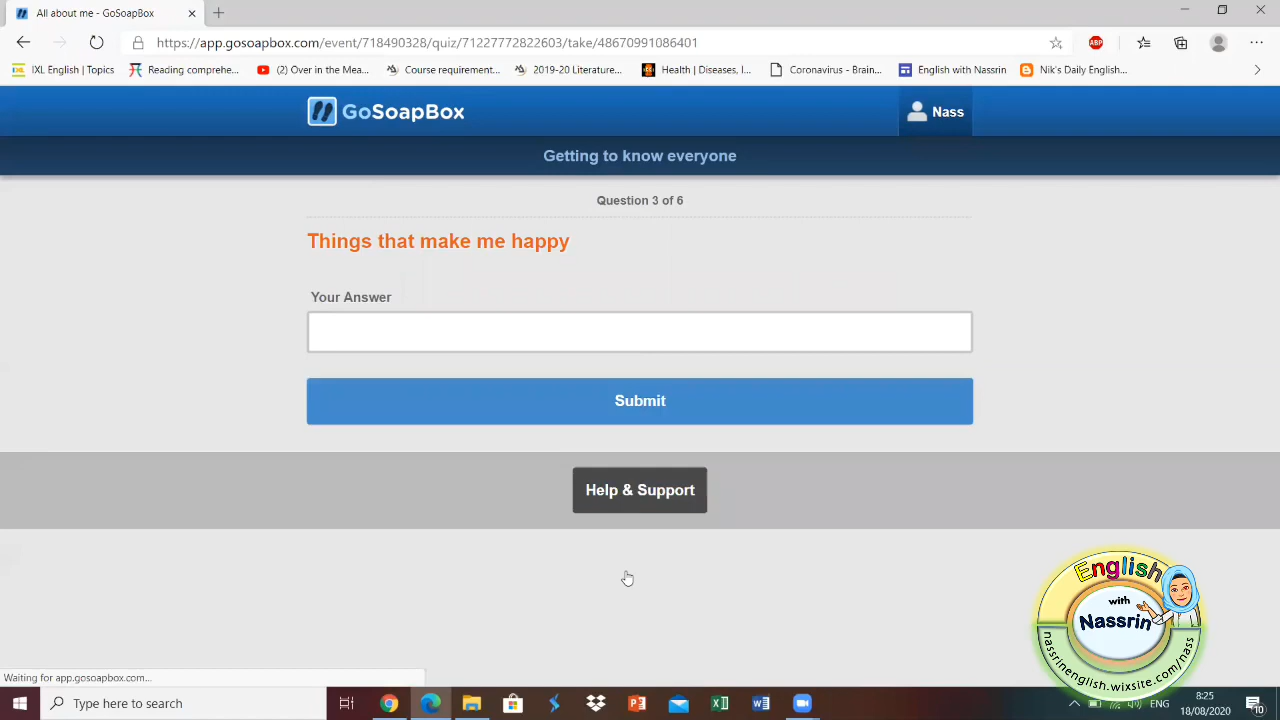 All about me - GoSoapBox
https://app.gosoapbox.com/event/718490328/quiz/71227772822603/take/48670991086401
ABP
IXL English | Topics
Reading comprehe...
(2) Over in the Mea...
Course requirement...
2019-20 Literature...
Health | Diseases, I...
Coronavirus - Brain...
English with Nassrin
Nik's Daily English...
GoSoapBox
Nass
Getting to know everyone
Question 3 of 6
Things that make me happy
Your Answer
Submit
Help & Support
English
with
Nassrin
nassrinenglish.wixsite.com/nass
Waiting for app.gosoapbox.com...
Type here to search
ENG
8:25
18/08/2020